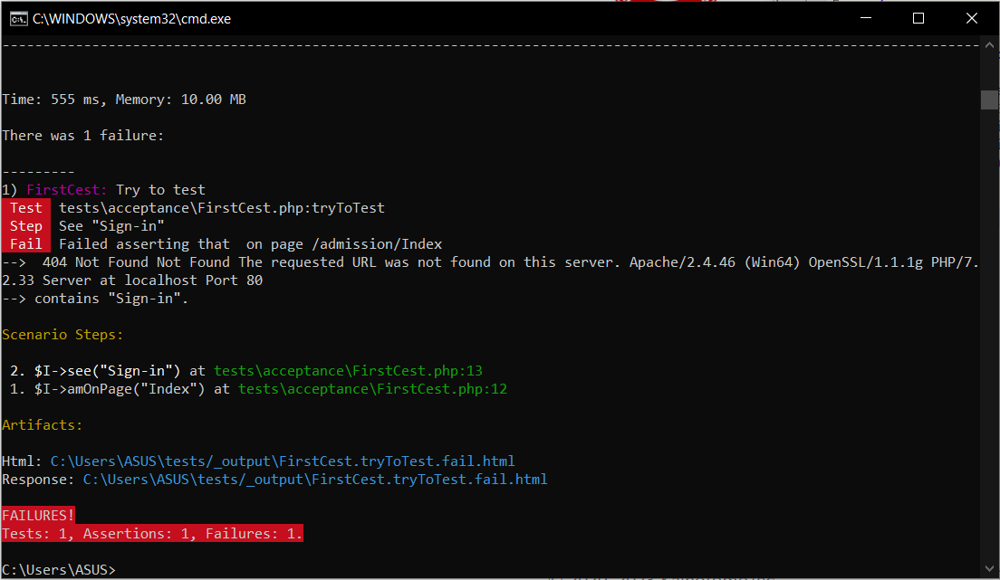 C:\WINDOWS\system32\cmd.exe
--------------------------------------------------------------------------------------------------------------------
Time: 555 ms, Memory: 10.00 MB
There was 1 failure:
---------
1) FirstCest: Try to test
Test  tests\acceptance\FirstCest.php:tryToTest
Step  See "Sign-in"
Fail  Failed asserting that  on page /admission/Index
-->  404 Not Found Not Found The requested URL was not found on this server. Apache/2.4.46 (Win64) OpenSSL/1.1.1g PHP/7.
2.33 Server at localhost Port 80
--> contains "Sign-in".
Scenario Steps:
2. $I->see("Sign-in") at tests\acceptance\FirstCest.php:13
1. $I->amOnPage("Index") at tests\acceptance\FirstCest.php:12
Artifacts:
Html: C:\Users\ASUS\tests/_output\FirstCest.tryToTest.fail.html
Response: C:\Users\ASUS\tests/_output\FirstCest.tryToTest.fail.html
FAILURES!
Tests: 1, Assertions: 1, Failures: 1.
C:\Users\ASUS>